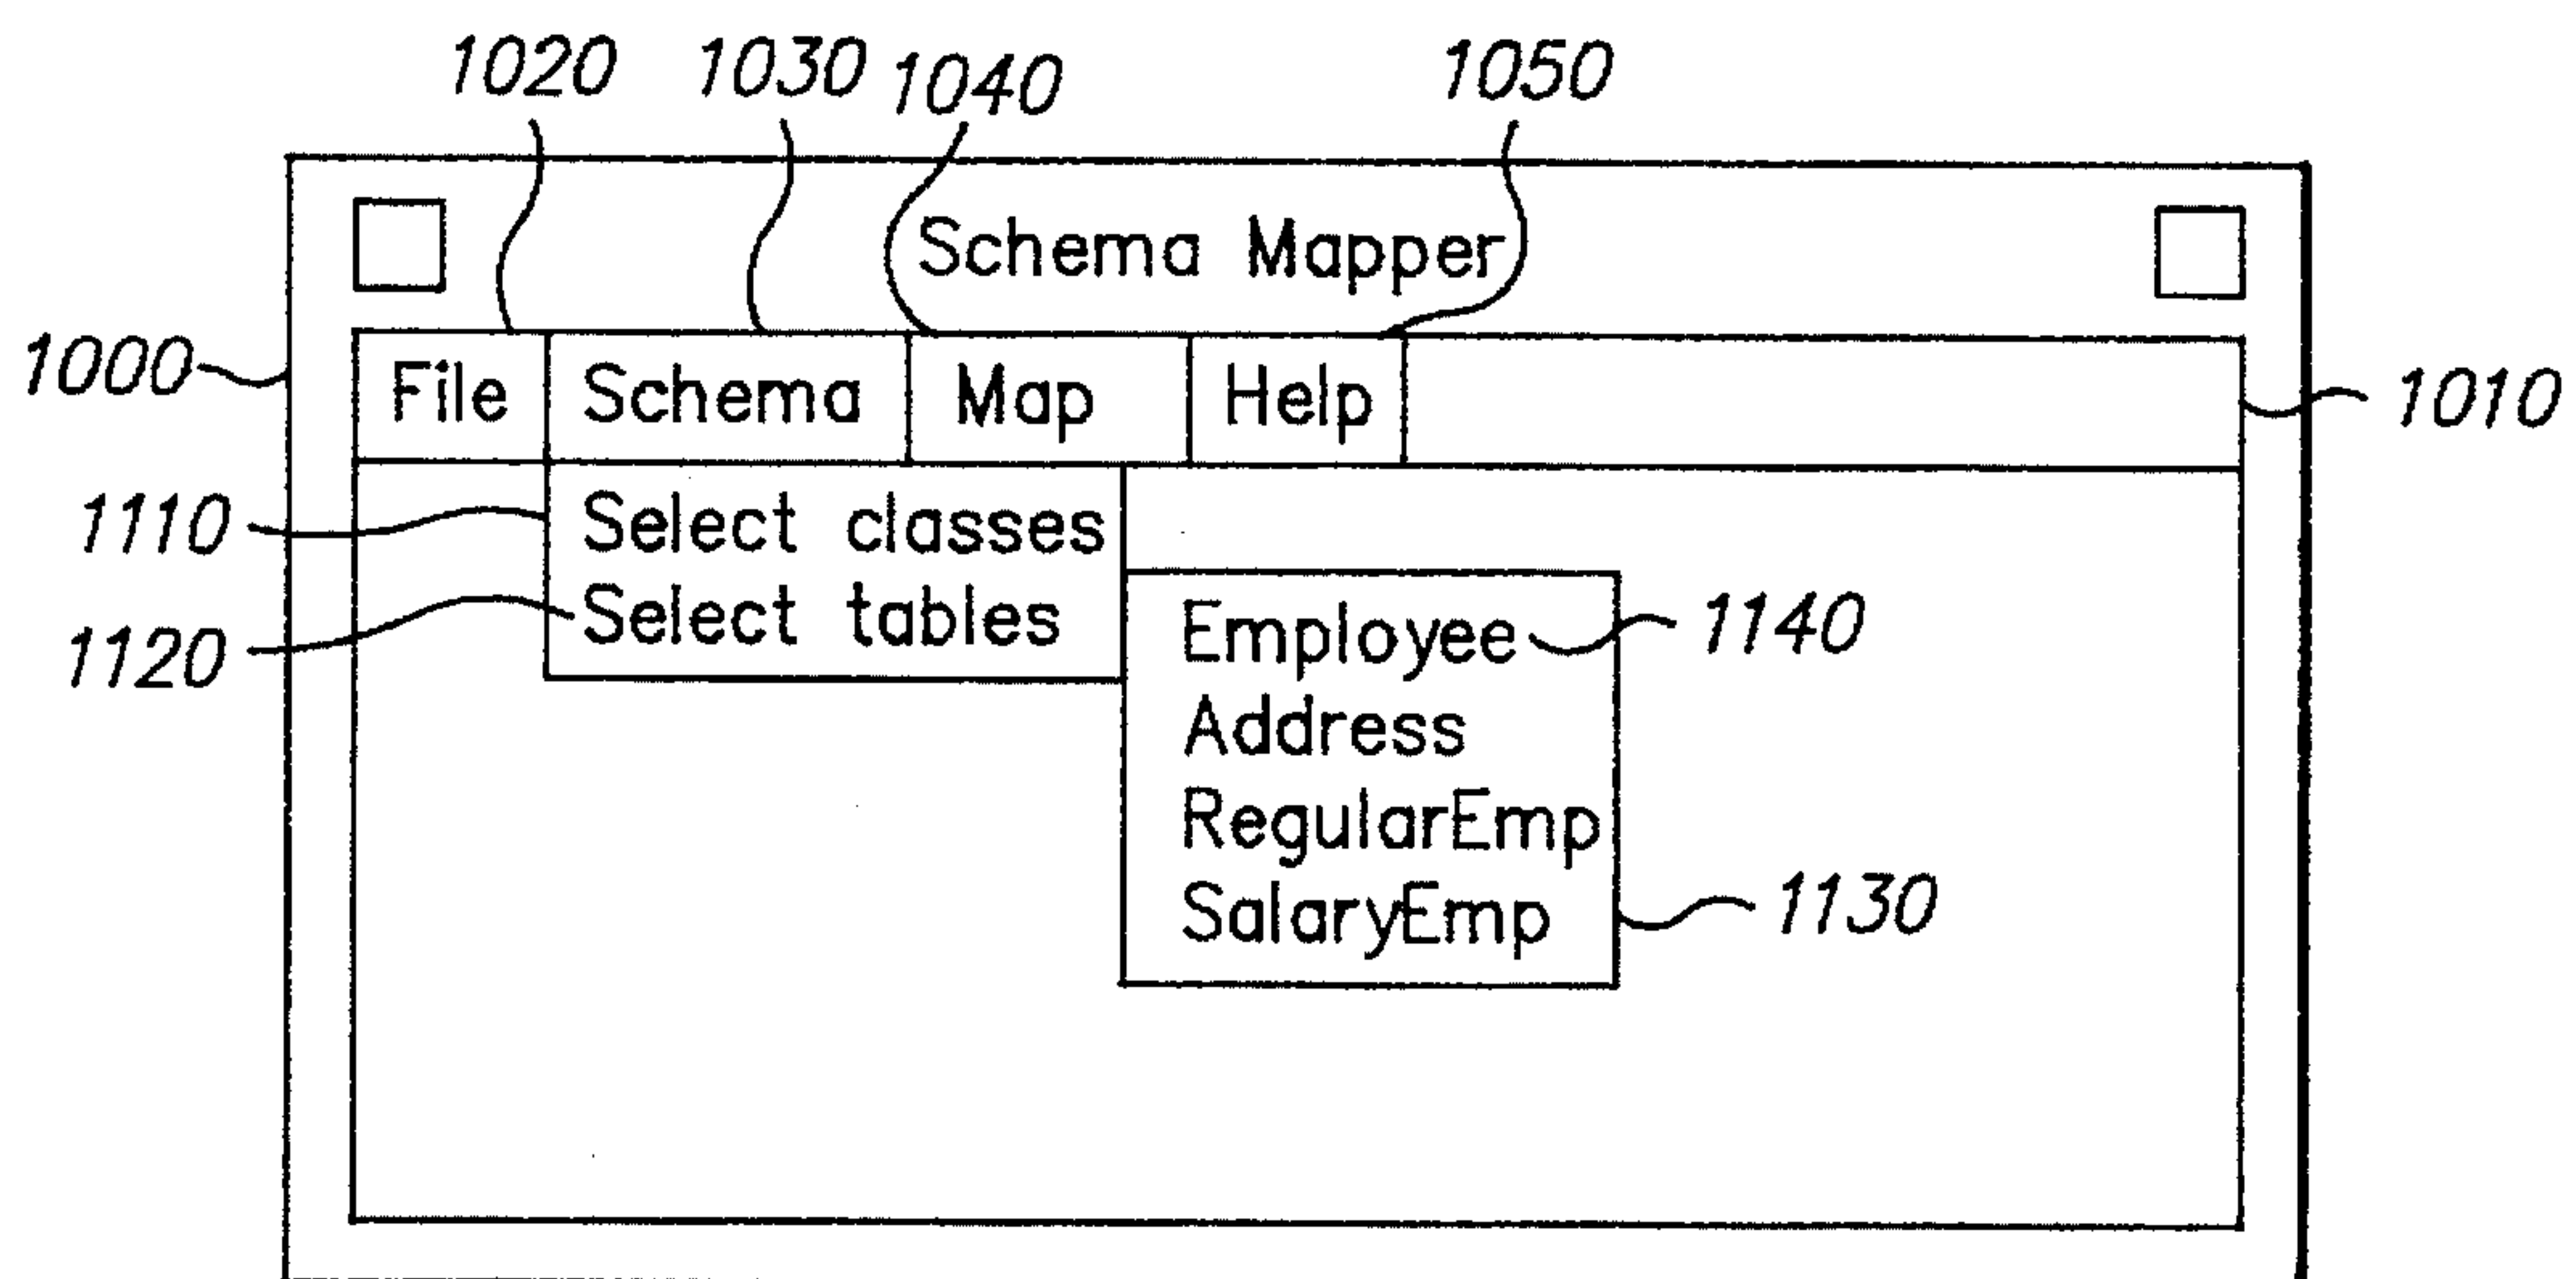 1020 1030 1040 1050
Schema Mapper
1000 File Schema Map Help 1010
1110 Select classes
1120 Select tables
Employee 1140
Address
RegularEmp
SalaryEmp 1130